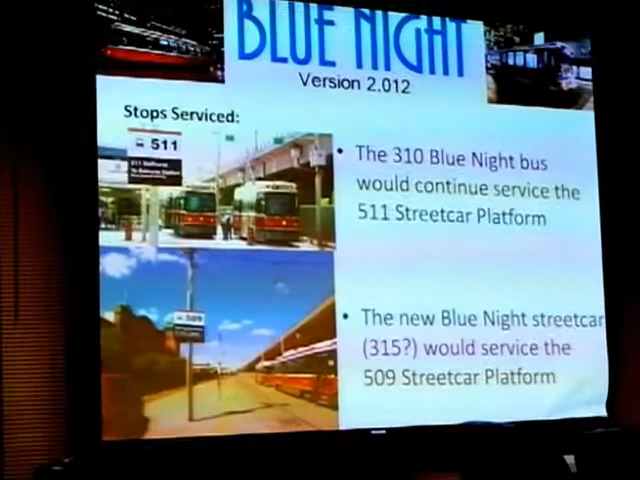 BLUE NIGHT
Version 2.012
Stops Serviced:
511
• The 310 Blue Night bus
would continue service the
511 Streetcar Platform
509
• The new Blue Night streetcar
(315?) would service the
509 Streetcar Platform